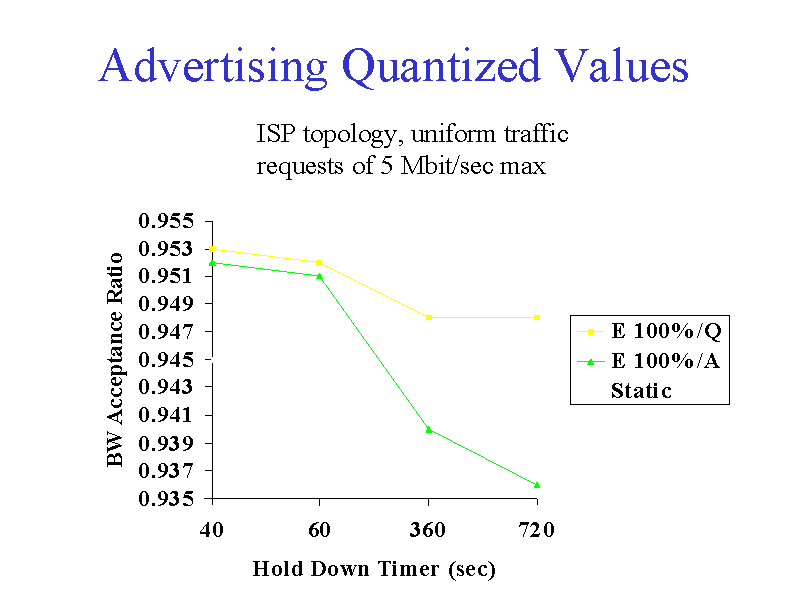 Advertising Quantized Values
ISP topology, uniform traffic
requests of 5 Mbit/sec max
BW Acceptance Ratio
0.955
0.953
0.951
0.949
0.947
0.945
0.943
0.941
0.939
0.937
0.935
40 60 360 720
Hold Down Timer (sec)
E 100%/Q
E 100%/A
Static